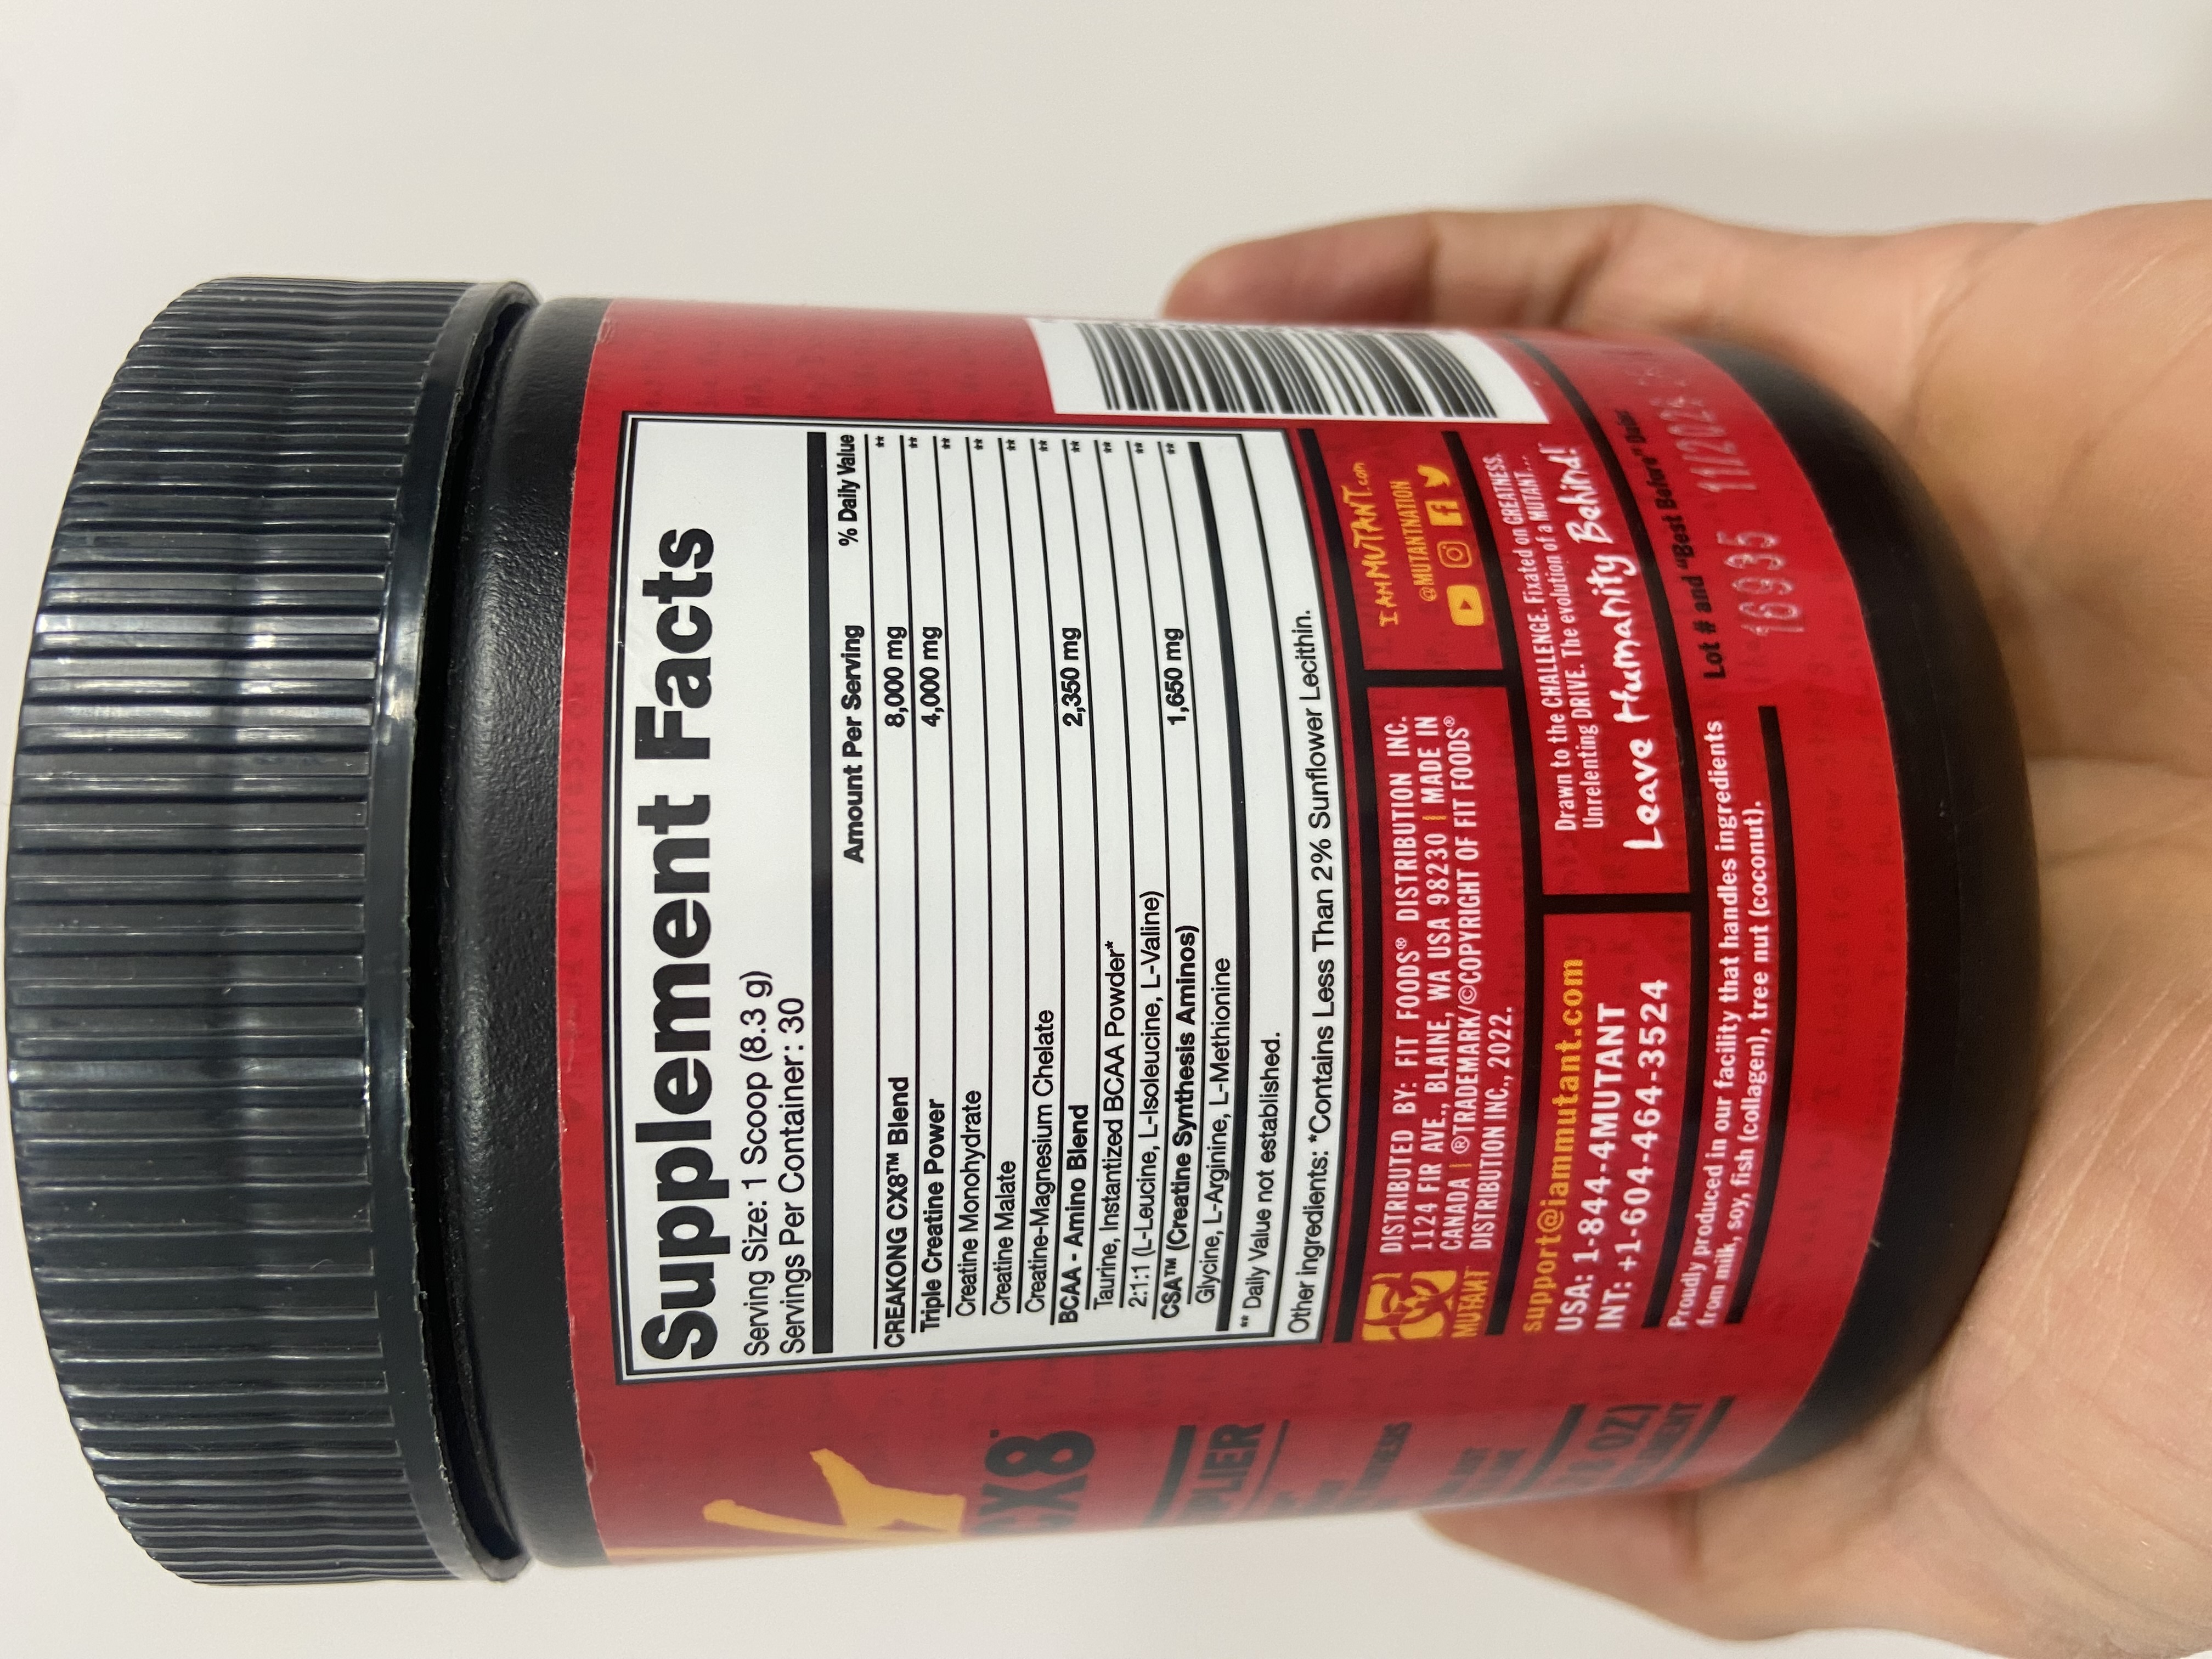 Supplement Facts
Serving Size: 1 Scoop (8.3 g)
Servings Per Container: 30
Amount Per Serving % Daily Value
CREAKONG CX8™ Blend 8,000 mg **
Triple Creatine Power 4,000 mg **
Creatine Monohydrate **
Creatine Malate **
Creatine-Magnesium Chelate **
BCAA - Amino Blend 2,350 mg **
Taurine, Instantized BCAA Powder* **
2:1:1 (L-Leucine, L-Isoleucine, L-Valine) **
CSA™ (Creatine Synthesis Aminos) 1,650 mg **
Glycine, L-Arginine, L-Methionine **
** Daily Value not established.
Other ingredients: *Contains Less Than 2% Sunflower Lecithin.
MUTANT
DISTRIBUTED BY: FIT FOODS® DISTRIBUTION INC.
1124 FIR AVE., BLAINE, WA USA 98230 | MADE IN
CANADA | ®TRADEMARK/©COPYRIGHT OF FIT FOODS®
DISTRIBUTION INC., 2022.
I AM MUTANT.com
@MUTANTNATION
support@iammutant.com
USA: 1-844-4MUTANT
INT: +1-604-464-3524
Drawn to the CHALLENGE. Fixated on GREATNESS.
Unrelenting DRIVE. The evolution of a MUTANT...
Leave Humanity Behind!
Proudly produced in our facility that handles ingredients
from milk, soy, fish (collagen), tree nut (coconut).
Lot # and "Best Before" Date
16935
CX8
PLIER
OZ)